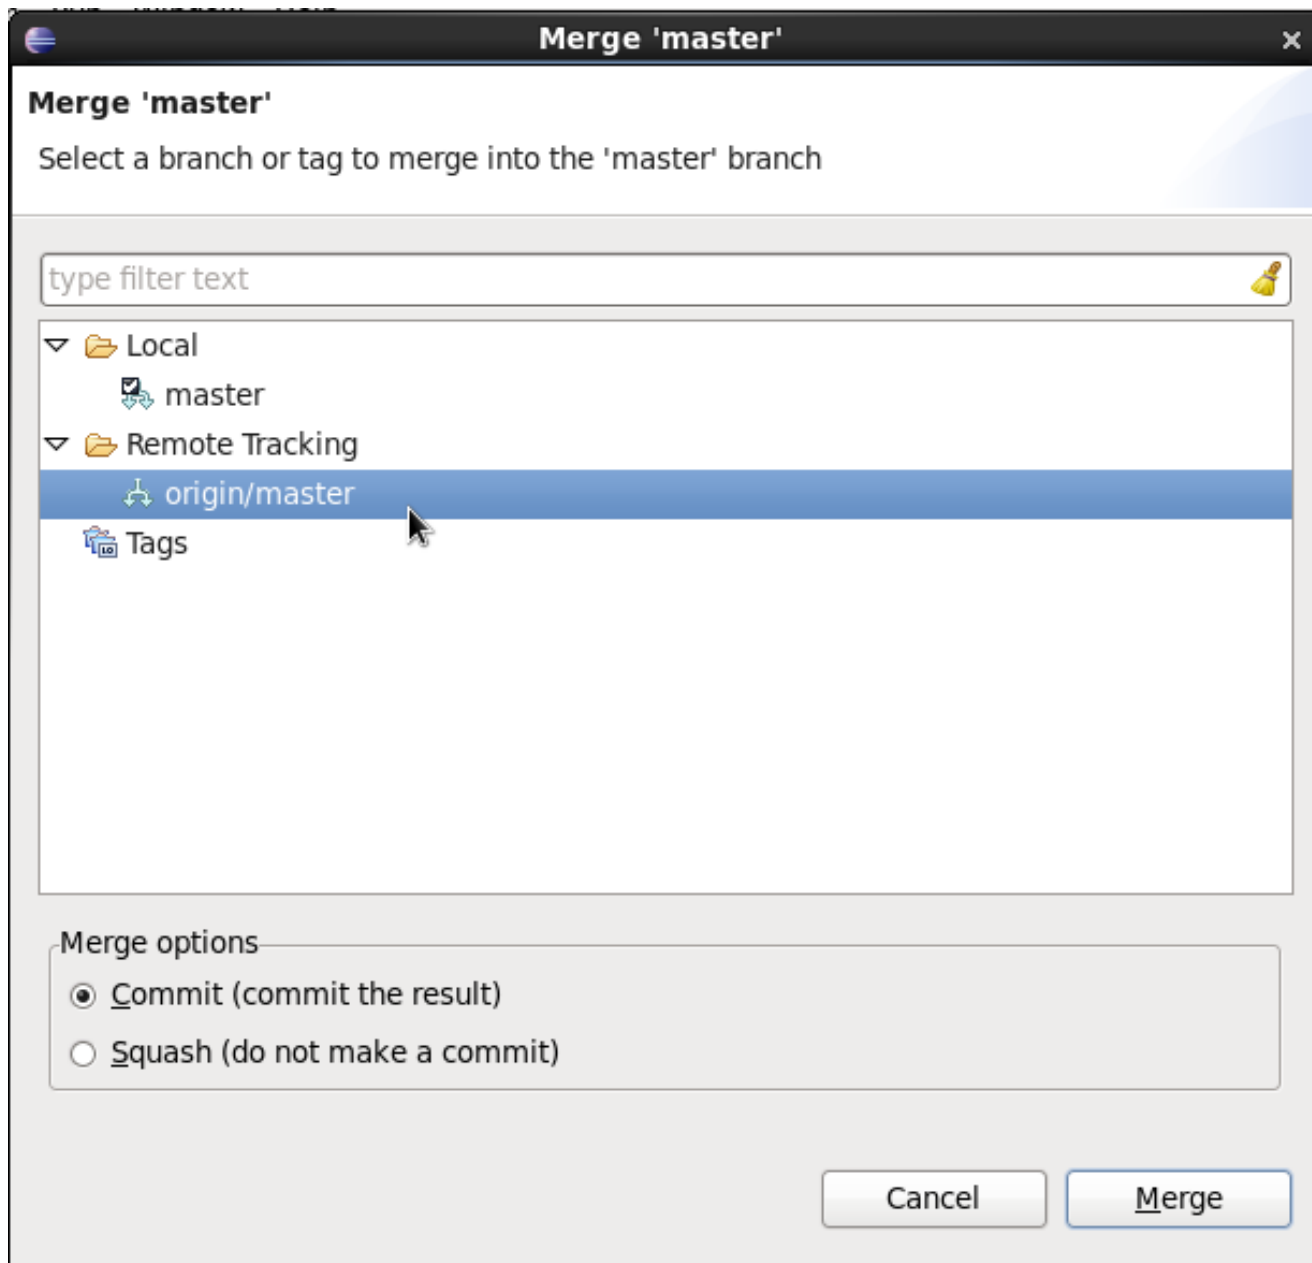 Merge 'master'
Merge 'master'
Select a branch or tag to merge into the 'master' branch
type filter text
Local
master
Remote Tracking
origin/master
Tags
Merge options
Commit (commit the result)
Squash (do not make a commit)
Cancel
Merge